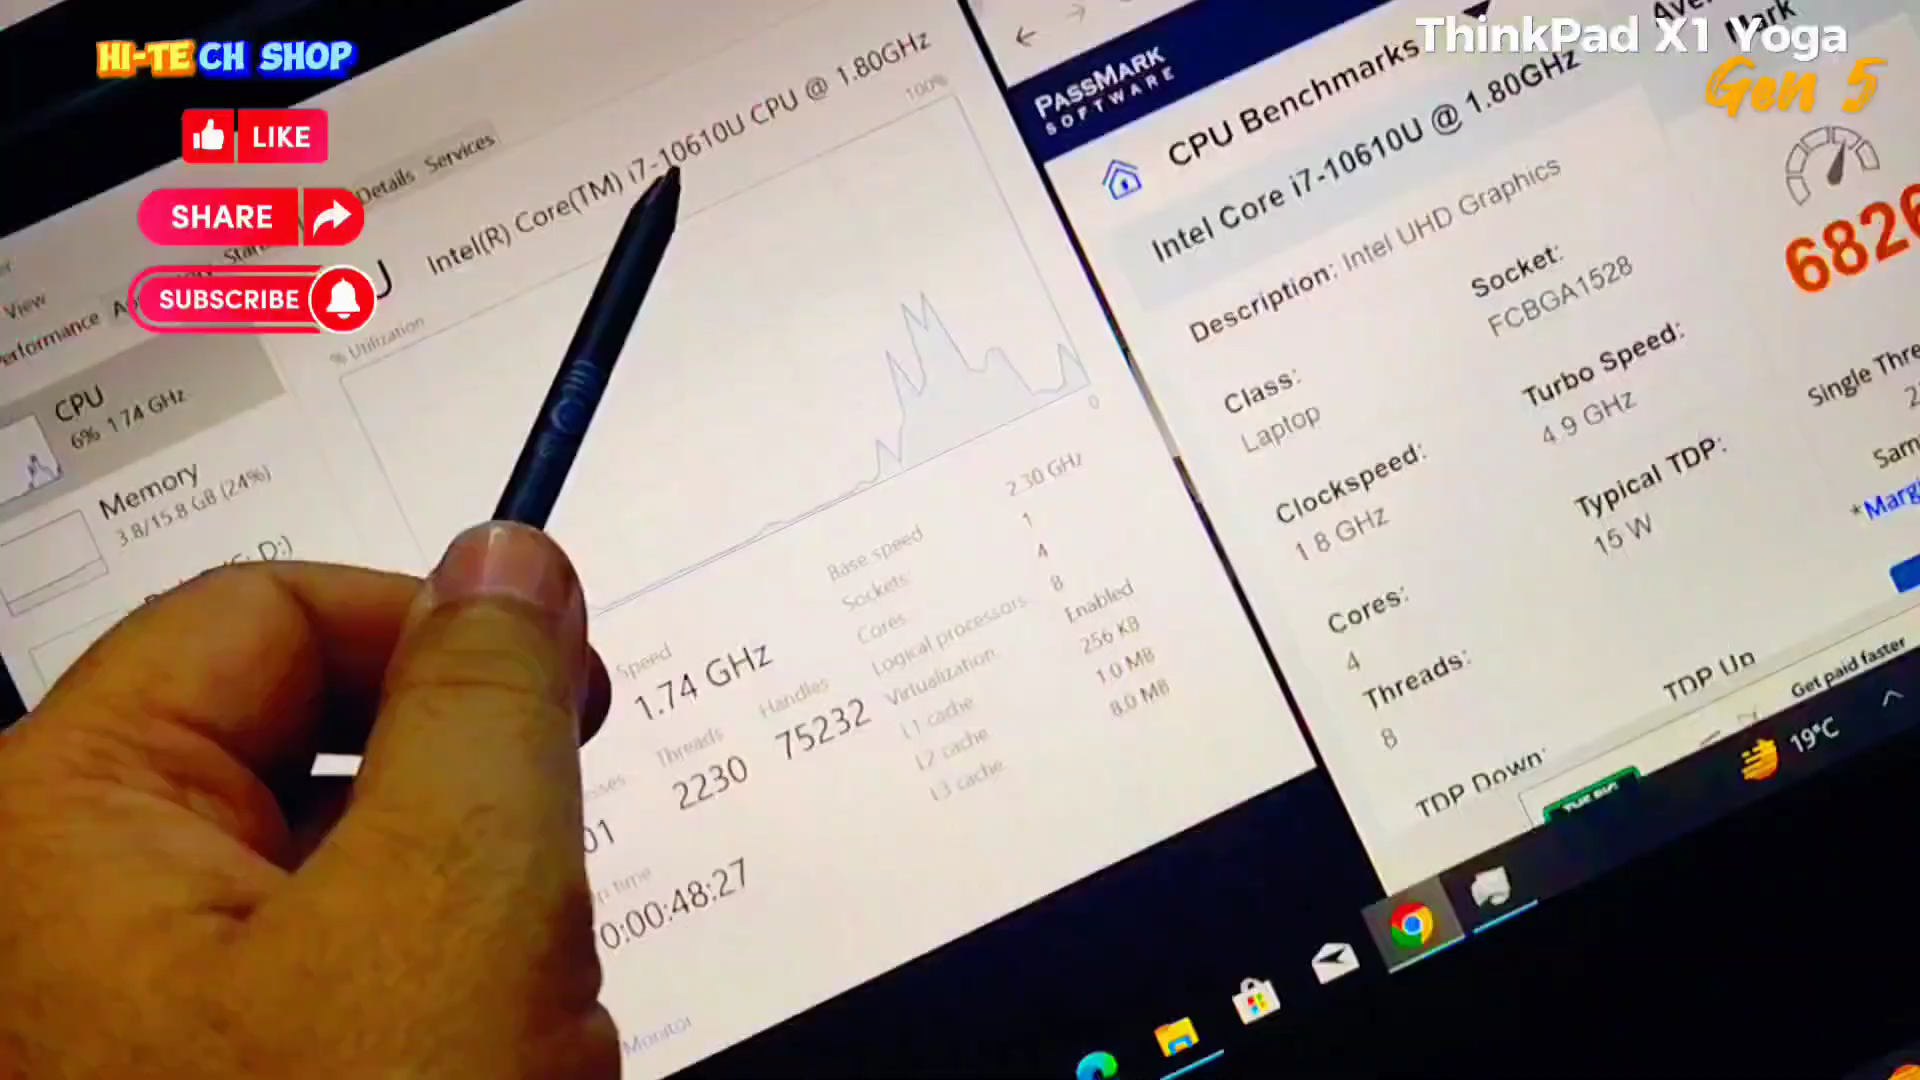 HI-TECH SHOP
LIKE
SHARE
SUBSCRIBE
ThinkPad X1 Yoga
Gen 5
View
Performance
Details
Services
Intel(R) Core(TM) i7-10610U CPU @ 1.80GHz
% Utilization
100%
CPU
6% 1.74 GHz
Memory
3.8/15.8 GB (24%)
0
Speed
1.74 GHz
Threads
2230
Handles
75232
0:00:48:27
Base speed
2.30 GHz
Sockets:
1
Cores:
4
Logical processors:
8
Virtualization:
Enabled
L1 cache
256 KB
L2 cache
1.0 MB
L3 cache
8.0 MB
Monitor
PASSMARK
SOFTWARE
CPU Benchmarks
Mark
Intel Core i7-10610U @ 1.80GHz
6826
Description: Intel UHD Graphics
Socket:
FCBGA1528
Class:
Laptop
Turbo Speed:
4.9 GHz
Clockspeed:
1.8 GHz
Typical TDP:
15 W
Cores:
4
Threads:
8
TDP Up
TDP Down:
Single
Get paid faster
19°C